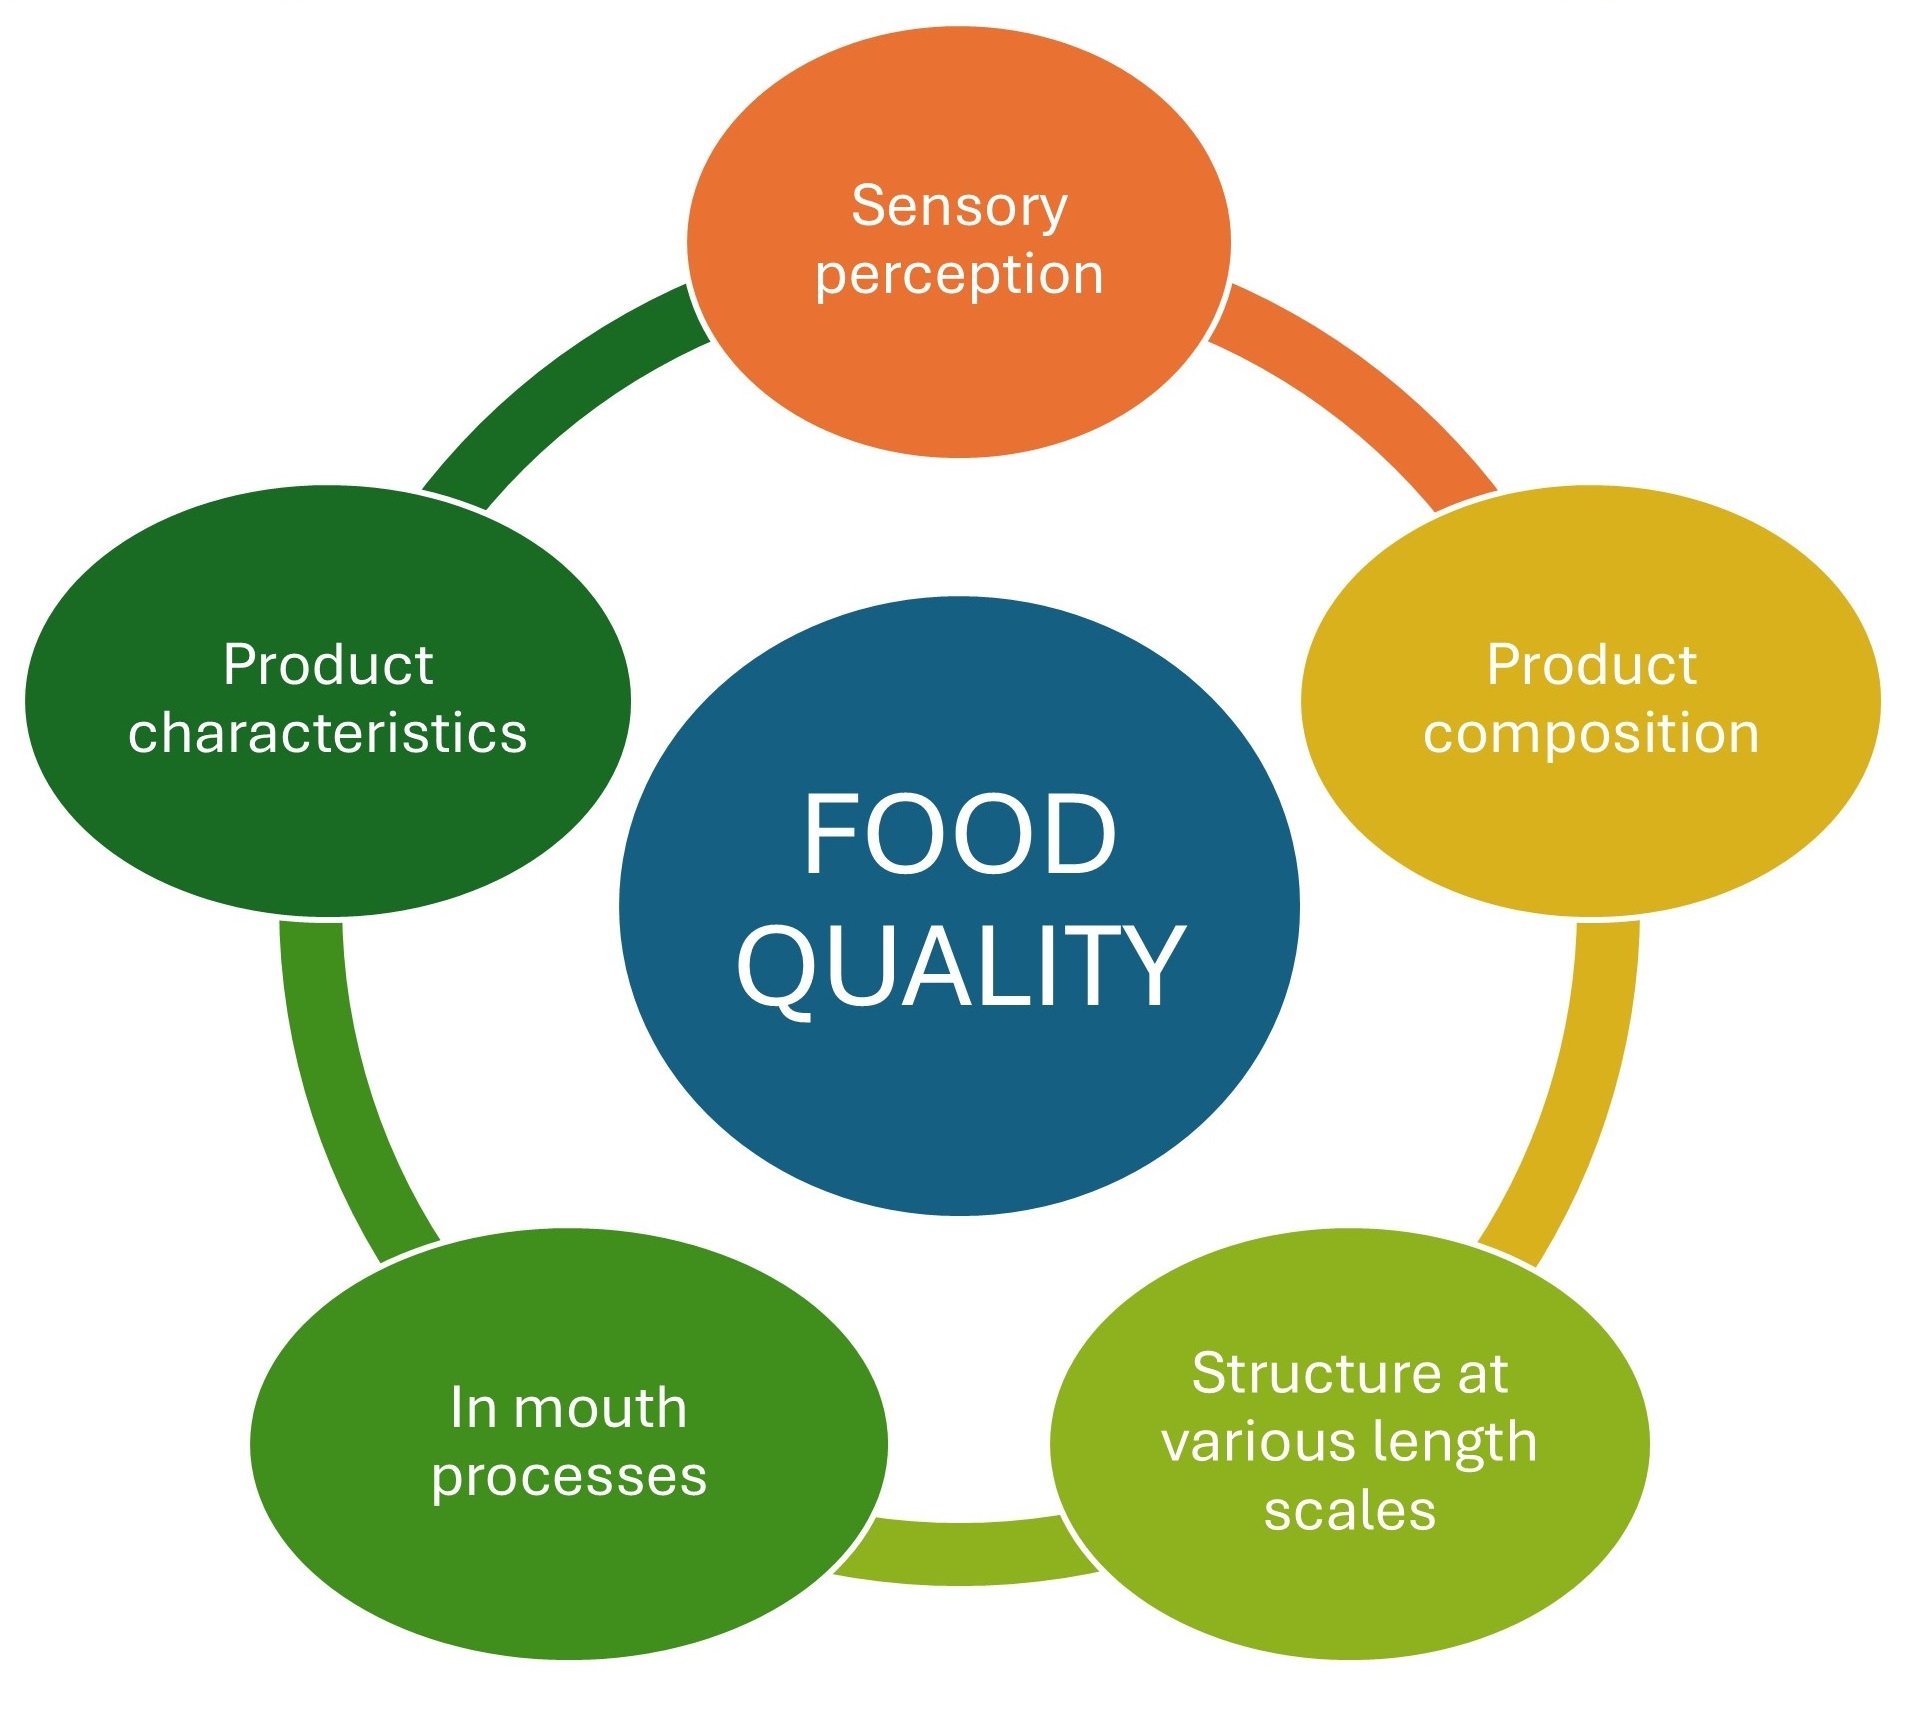 Sensory
perception
Product
characteristics
Product
composition
FOOD
QUALITY
In mouth
processes
Structure at
various length
scales